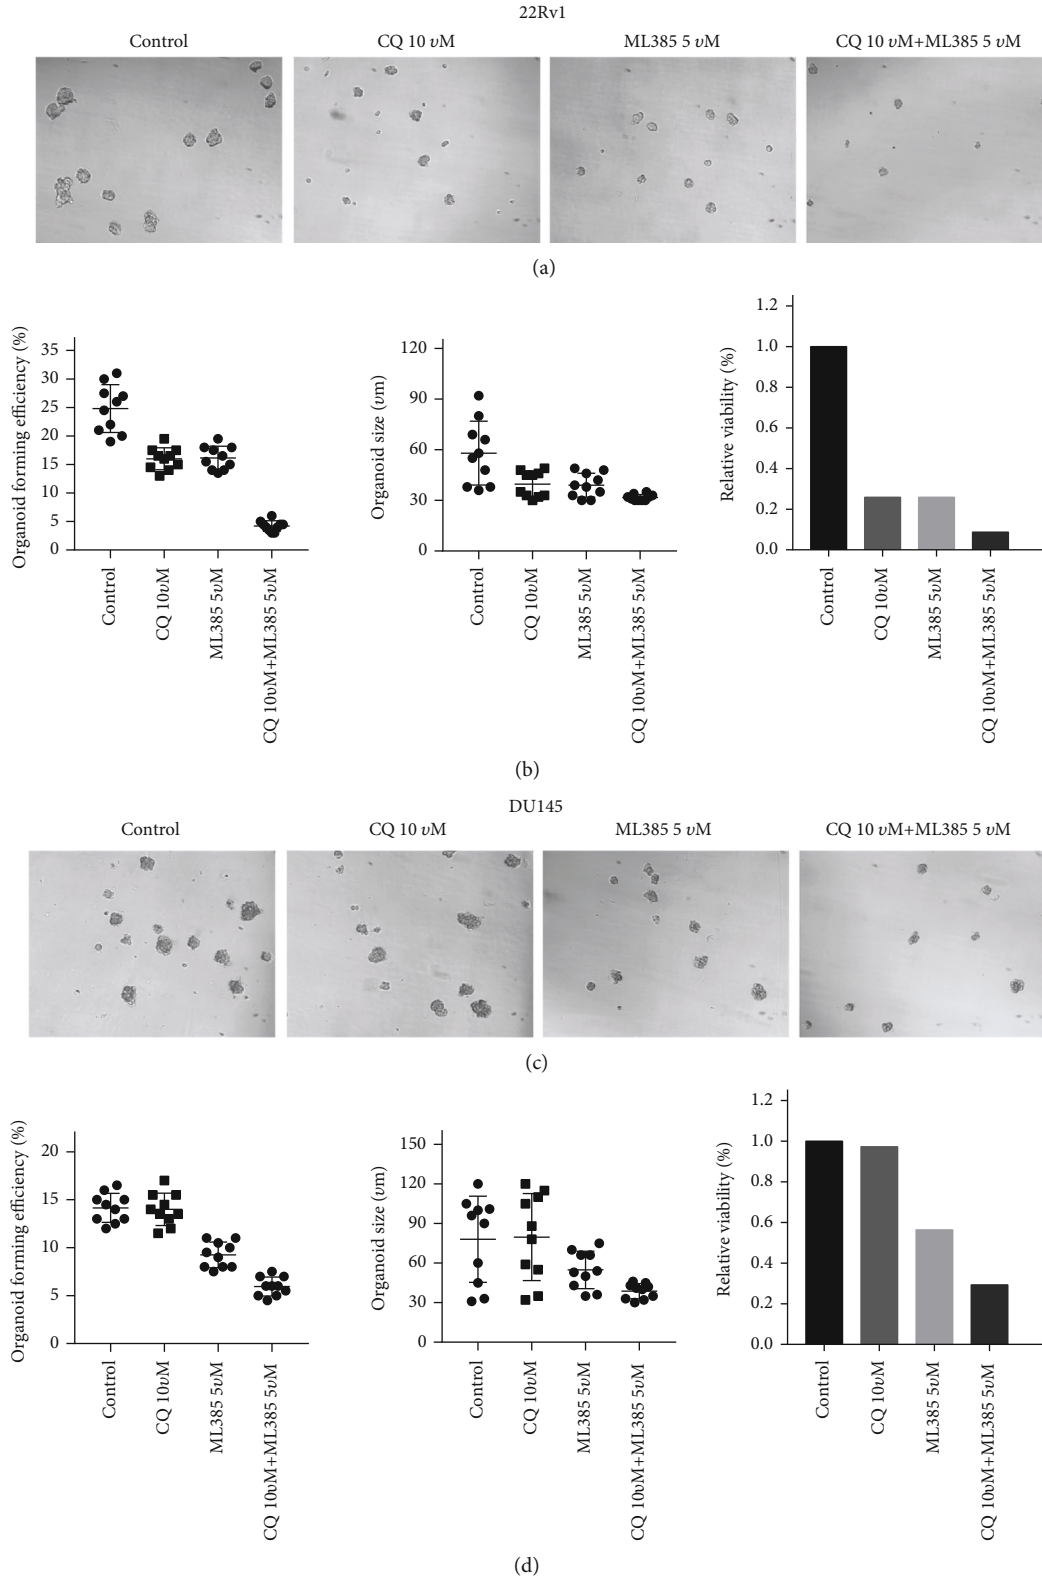 22Rv1
Control
CQ 10 υM
ML385 5 υM
CQ 10 υM+ML385 5 υM
(a)
Organoid forming efficiency (%)
35
30
25
20
15
10
5
0
Control
CQ 10υM
ML385 5υM
CQ 10υM+ML385 5υM
Organoid size (υm)
120
90
60
30
0
Control
CQ 10υM
ML385 5υM
CQ 10υM+ML385 5υM
Relative viability (%)
1.2
1.0
0.8
0.6
0.4
0.2
0.0
Control
CQ 10υM
ML385 5υM
CQ 10υM+ML385 5υM
(b)
DU145
Control
CQ 10 υM
ML385 5 υM
CQ 10 υM+ML385 5 υM
(c)
Organoid forming efficiency (%)
20
15
10
5
0
Control
CQ 10υM
ML385 5υM
CQ 10υM+ML385 5υM
Organoid size (υm)
150
120
90
60
30
0
Control
CQ 10υM
ML385 5υM
CQ 10υM+ML385 5υM
Relative viability (%)
1.2
1.0
0.8
0.6
0.4
0.2
0.0
Control
CQ 10υM
ML385 5υM
CQ 10υM+ML385 5υM
(d)